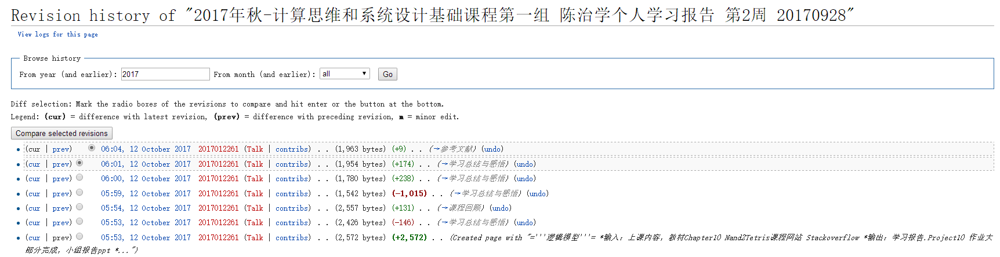 Revision history of "2017年秋-计算思维和系统设计基础课程第一组 陈治学个人学习报告 第2周 20170928"
View logs for this page
Browse history
From year (and earlier): 2017 From month (and earlier): all Go
Diff selection: Mark the radio boxes of the revisions to compare and hit enter or the button at the bottom.
Legend: (cur) = difference with latest revision, (prev) = difference with preceding revision, m = minor edit.
Compare selected revisions
(cur | prev) 06:04, 12 October 2017 2017012261 (Talk | contribs) . . (1,963 bytes) (+9) . . (→参考文献) (undo)
(cur | prev) 06:01, 12 October 2017 2017012261 (Talk | contribs) . . (1,954 bytes) (+174) . . (→学习总结与感悟) (undo)
(cur | prev) 06:00, 12 October 2017 2017012261 (Talk | contribs) . . (1,780 bytes) (+238) . . (→学习总结与感悟) (undo)
(cur | prev) 05:59, 12 October 2017 2017012261 (Talk | contribs) . . (1,542 bytes) (-1,015) . . (→学习总结与感悟) (undo)
(cur | prev) 05:54, 12 October 2017 2017012261 (Talk | contribs) . . (2,557 bytes) (+131) . . (→课程回顾) (undo)
(cur | prev) 05:53, 12 October 2017 2017012261 (Talk | contribs) . . (2,426 bytes) (-146) . . (→学习总结与感悟) (undo)
(cur | prev) 05:53, 12 October 2017 2017012261 (Talk | contribs) . . (2,572 bytes) (+2,572) . . (Created page with "='''逻辑模型'''= *输入：上课内容，教材Chapter10 Nand2Tetris课程网站 Stackoverflow *输出：学习报告.Project10 作业大
部分完成，小组报告ppt *...")